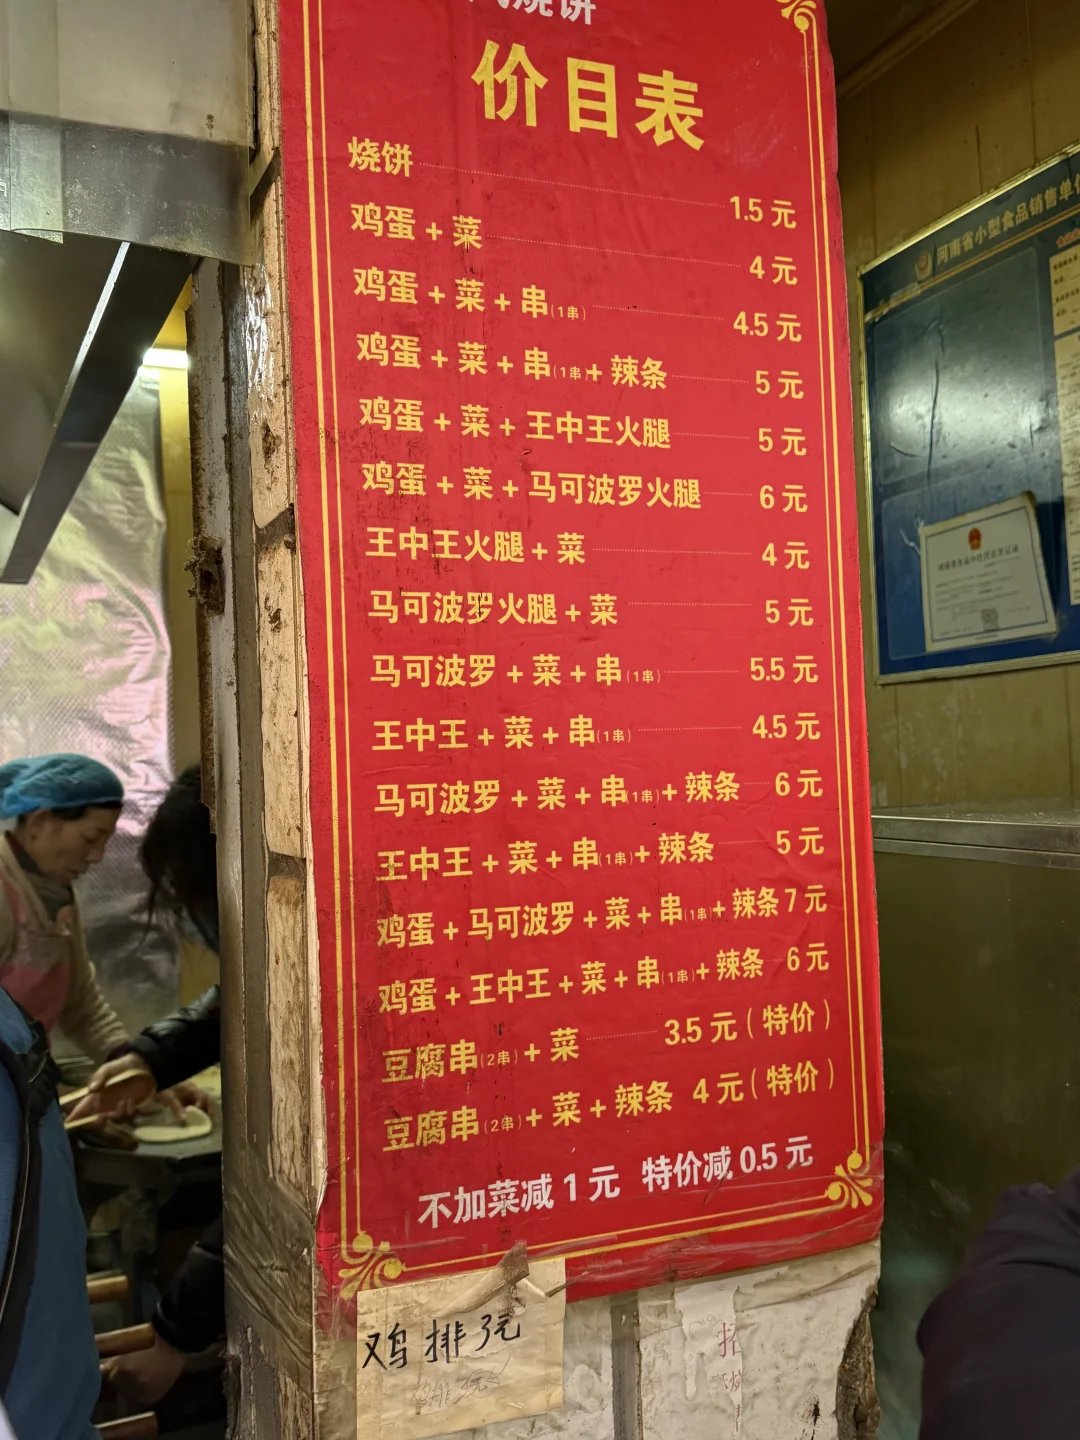 烧饼
价目表
烧饼 1.5 元
鸡蛋 + 菜 4 元
鸡蛋 + 菜 + 串(1串) 4.5 元
鸡蛋 + 菜 + 串(1串)+ 辣条 5 元
鸡蛋 + 菜 + 王中王火腿 5 元
鸡蛋 + 菜 + 马可波罗火腿 6 元
王中王火腿 + 菜 4 元
马可波罗火腿 + 菜 5 元
马可波罗 + 菜 + 串(1串) 5.5 元
王中王 + 菜 + 串(1串) 4.5 元
马可波罗 + 菜 + 串(1串)+ 辣条 6 元
王中王 + 菜 + 串(1串)+ 辣条 5 元
鸡蛋 + 马可波罗 + 菜 + 串(1串)+ 辣条 7 元
鸡蛋 + 王中王 + 菜 + 串(1串)+ 辣条 6 元
豆腐串(2串)+ 菜 3.5 元(特价)
豆腐串(2串)+ 菜 + 辣条 4 元(特价)
不加菜减 1 元 特价减 0.5 元
鸡排 3元
河南省小型食品销售单位